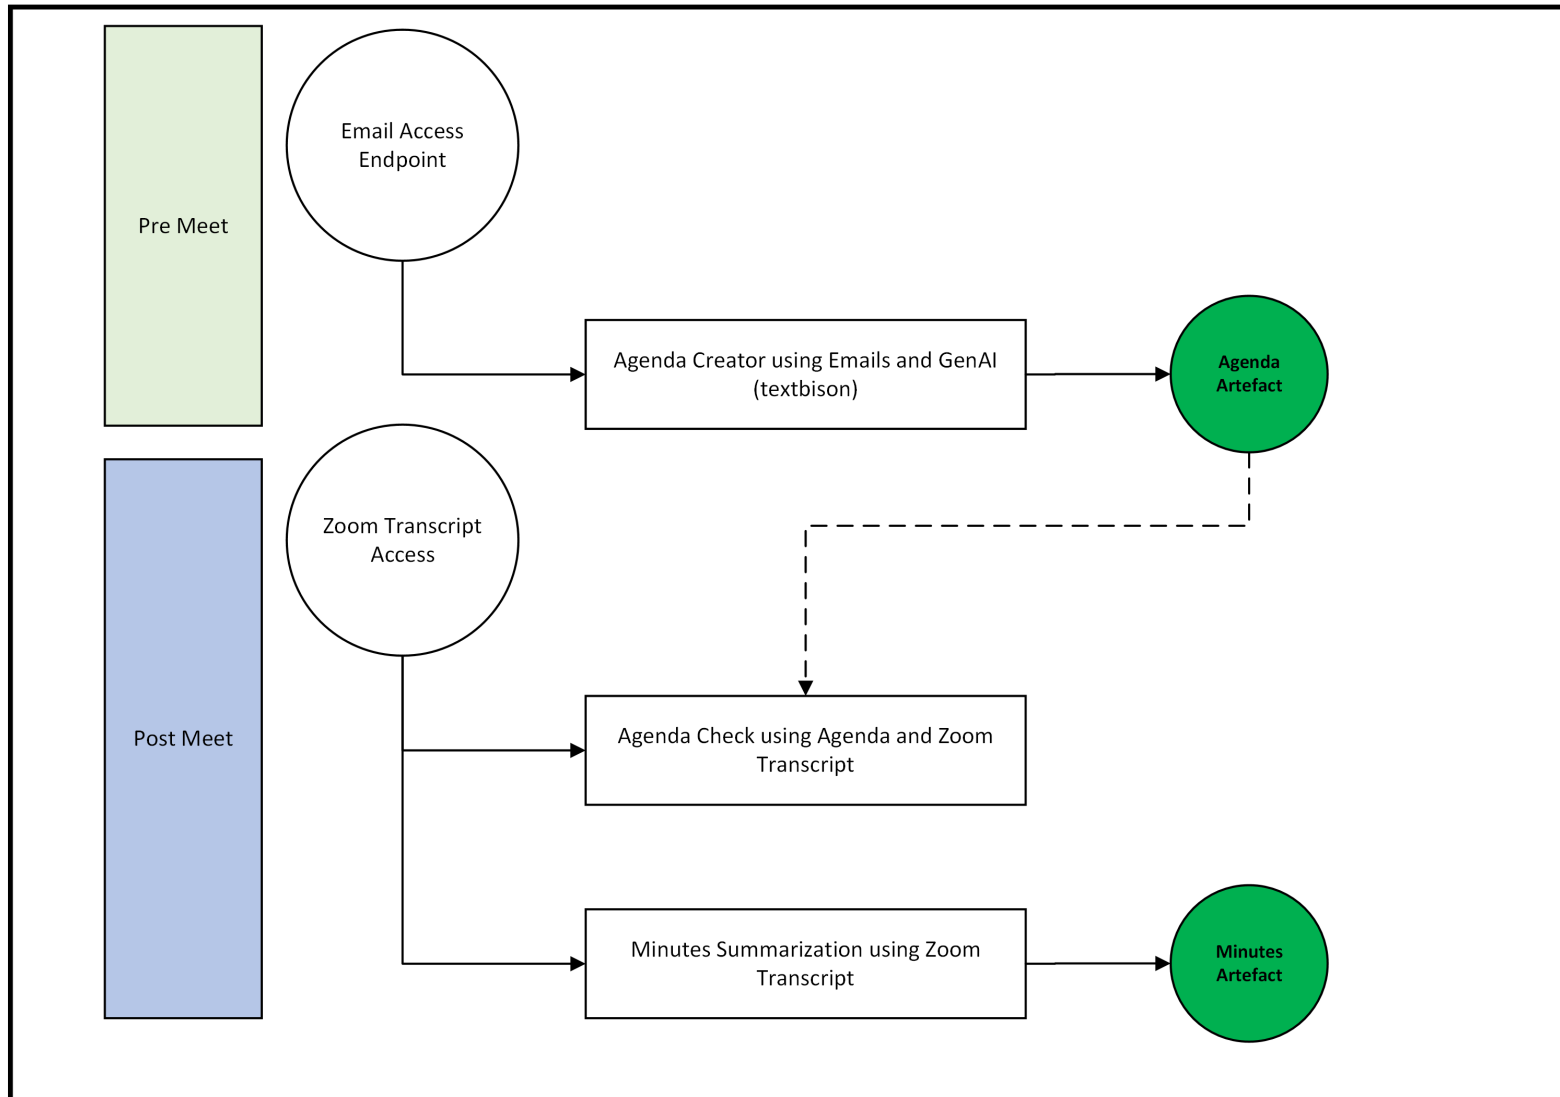 Email Access
Endpoint
Pre Meet
Agenda Creator using Emails and GenAI
(textbison)
Agenda
Artefact
Zoom Transcript
Access
Post Meet
Agenda Check using Agenda and Zoom
Transcript
Minutes Summarization using Zoom
Transcript
Minutes
Artefact